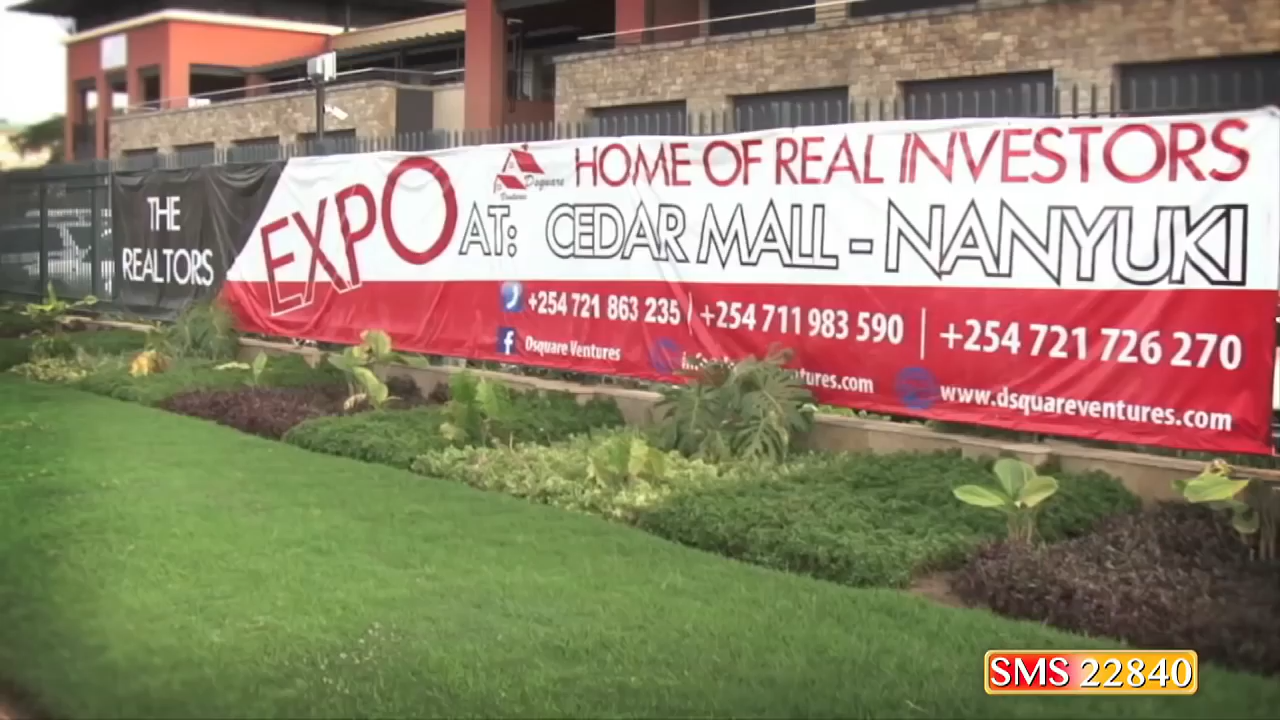 THE
REALTORS
EXPO
Dsquare
Ventures
HOME OF REAL INVESTORS
AT: CEDAR MALL - NANYUKI
+254 721 863 235 | +254 711 983 590 | +254 721 726 270
Dsquare Ventures
www.dsquareventures.com
SMS 22840